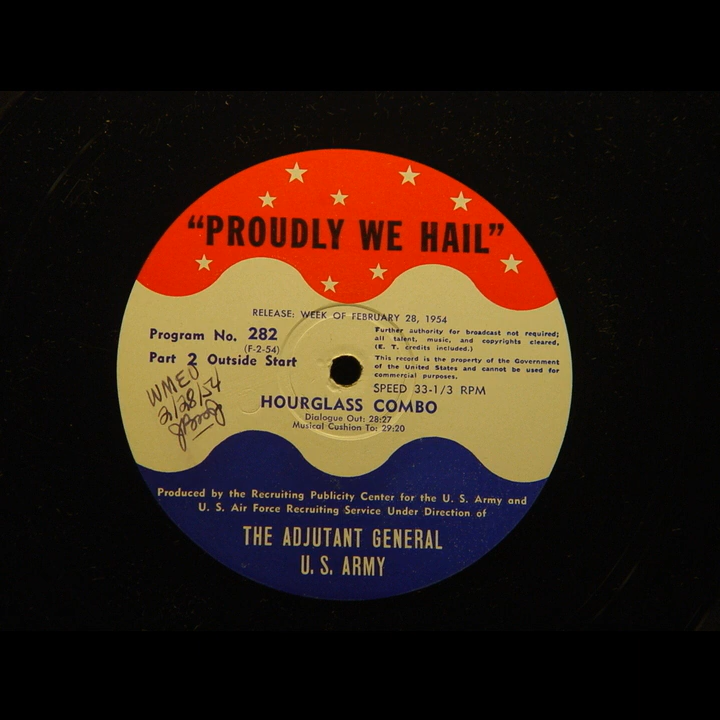 “PROUDLY WE HAIL”
RELEASE: WEEK OF FEBRUARY 28, 1954
Program No. 282
(F-2-54)
Part 2 Outside Start
Further authority for broadcast not required;
all talent, music, and copyrights cleared.
(E. T. credits included.)
This record is the property of the Government
of the United States and cannot be used for
commercial purposes.
SPEED 33-1/3 RPM
WMEV
2/28/54
HOURGLASS COMBO
Dialogue Out: 28:27
Musical Cushion To: 29:20
Produced by the Recruiting Publicity Center for the U. S. Army and
U. S. Air Force Recruiting Service Under Direction of
THE ADJUTANT GENERAL
U. S. ARMY